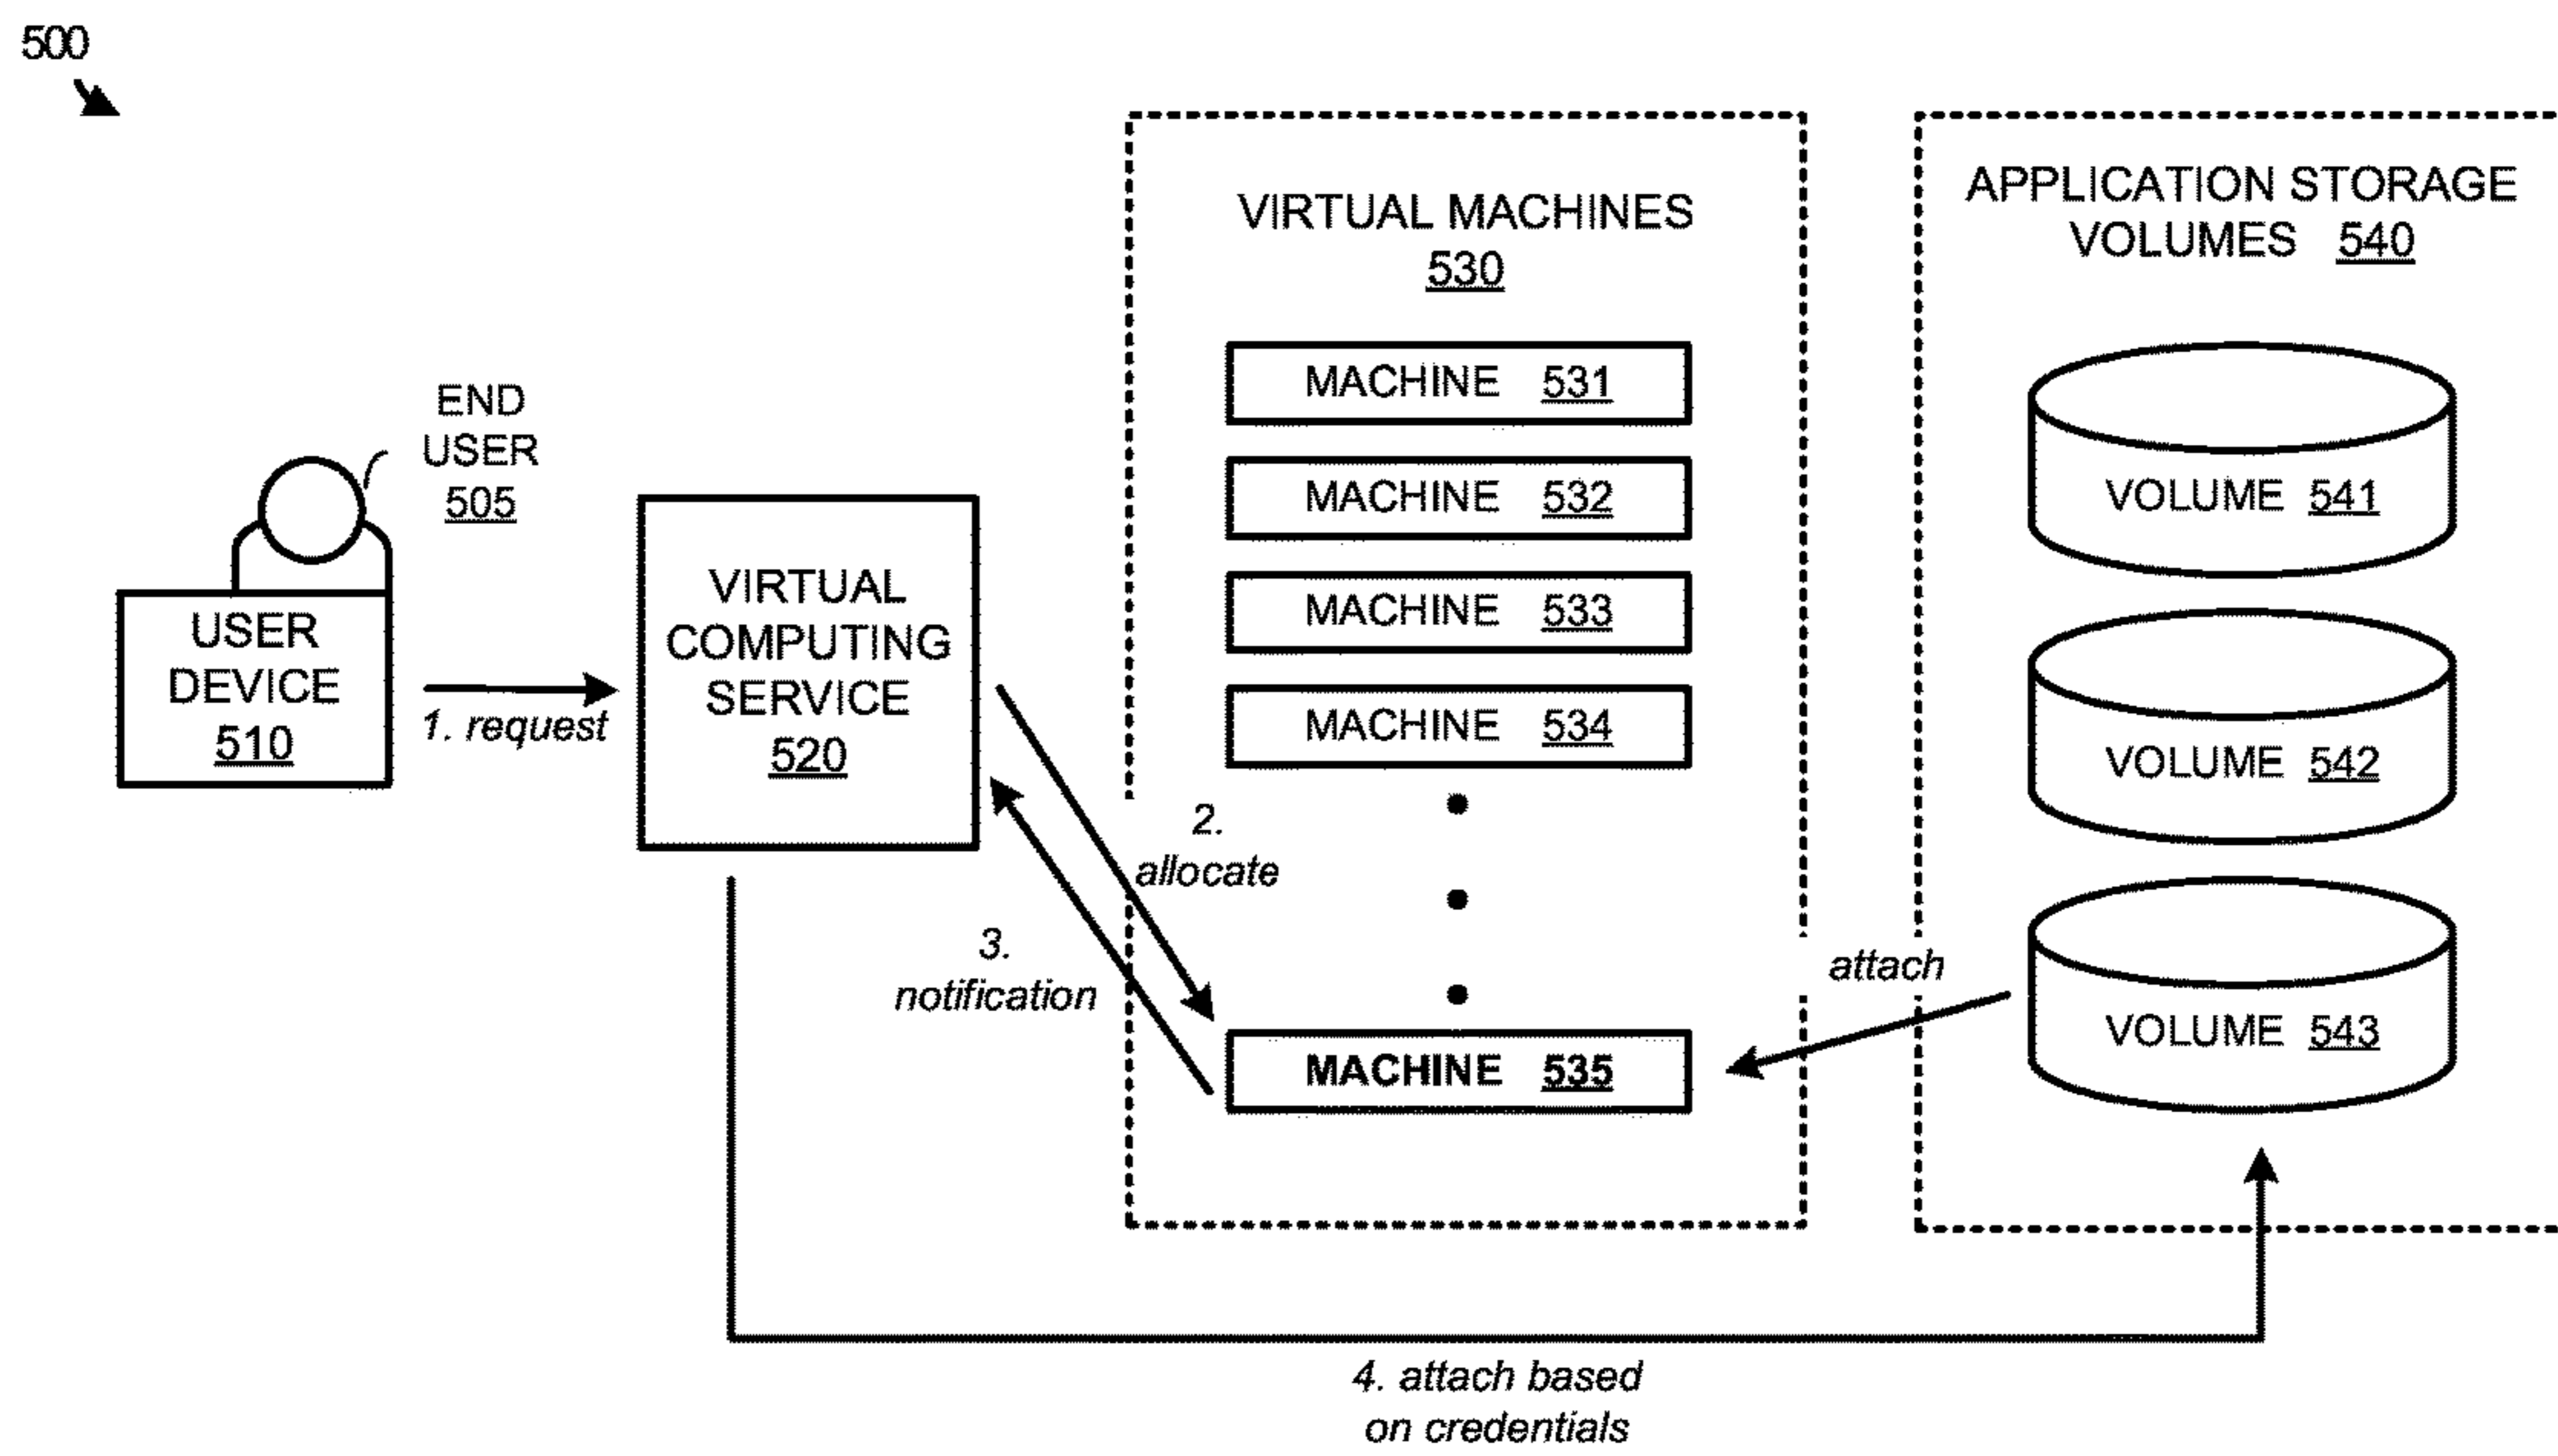 500
END
USER
505
USER
DEVICE
510
1. request
VIRTUAL
COMPUTING
SERVICE
520
2.
allocate
3.
notification
VIRTUAL MACHINES
530
MACHINE 531
MACHINE 532
MACHINE 533
MACHINE 534
MACHINE 535
attach
APPLICATION STORAGE
VOLUMES 540
VOLUME 541
VOLUME 542
VOLUME 543
4. attach based
on credentials